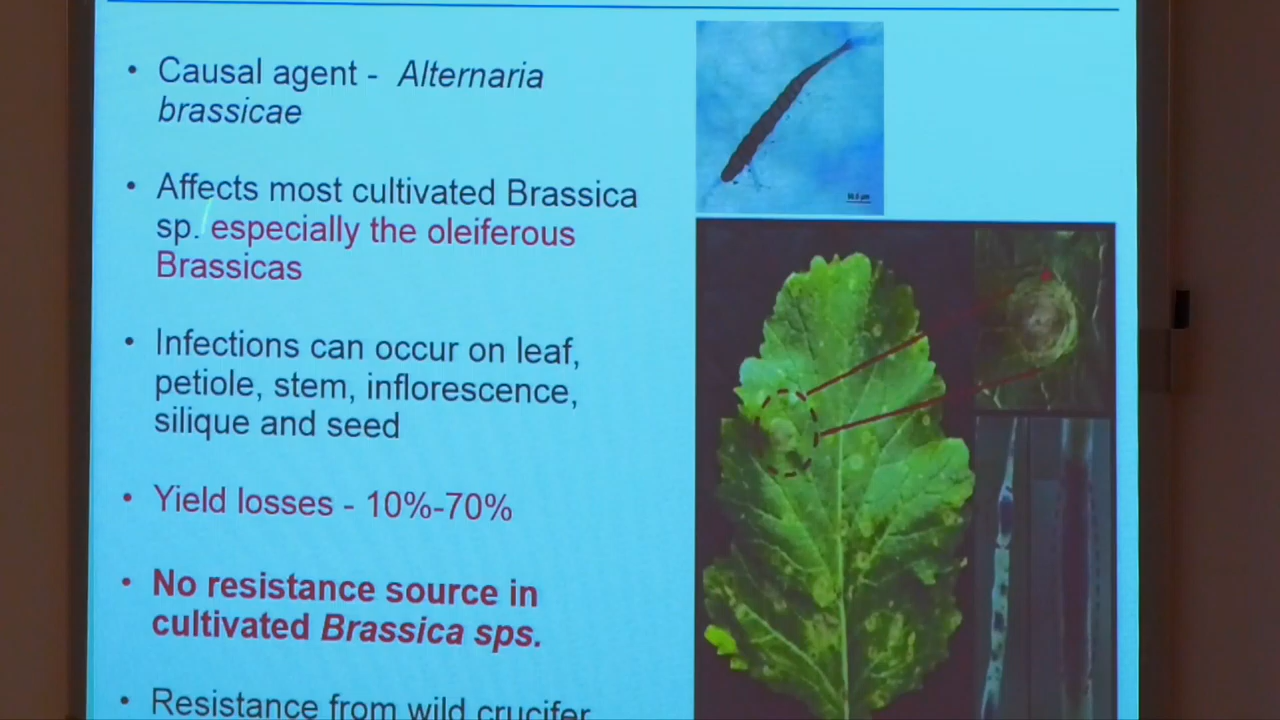 • Causal agent - Alternaria
brassicae
• Affects most cultivated Brassica
sp. especially the oleiferous
Brassicas
• Infections can occur on leaf,
petiole, stem, inflorescence,
silique and seed
• Yield losses - 10%-70%
• No resistance source in
cultivated Brassica sps.
• Resistance from wild crucifer